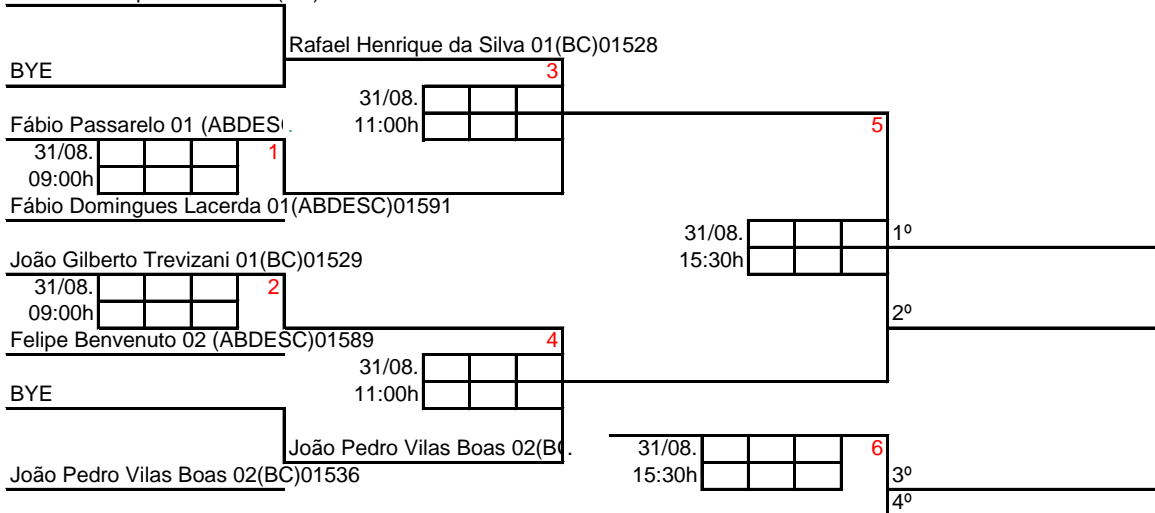 Rafael Henrique da Silva 01(BC)01528
BYE
3
31/08.
11:00h
Fábio Passarelo 01 (ABDES
5
31/08.
1
09:00h
Fábio Domingues Lacerda 01(ABDESC)01591
31/08.
1º
15:30h
João Gilberto Trevizani 01(BC)01529
31/08.
2
09:00h
2º
Felipe Benvenuto 02 (ABDESC)01589
4
31/08.
11:00h
BYE
João Pedro Vilas Boas 02(B
31/08.
6
15:30h
João Pedro Vilas Boas 02(BC)01536
3º
4º